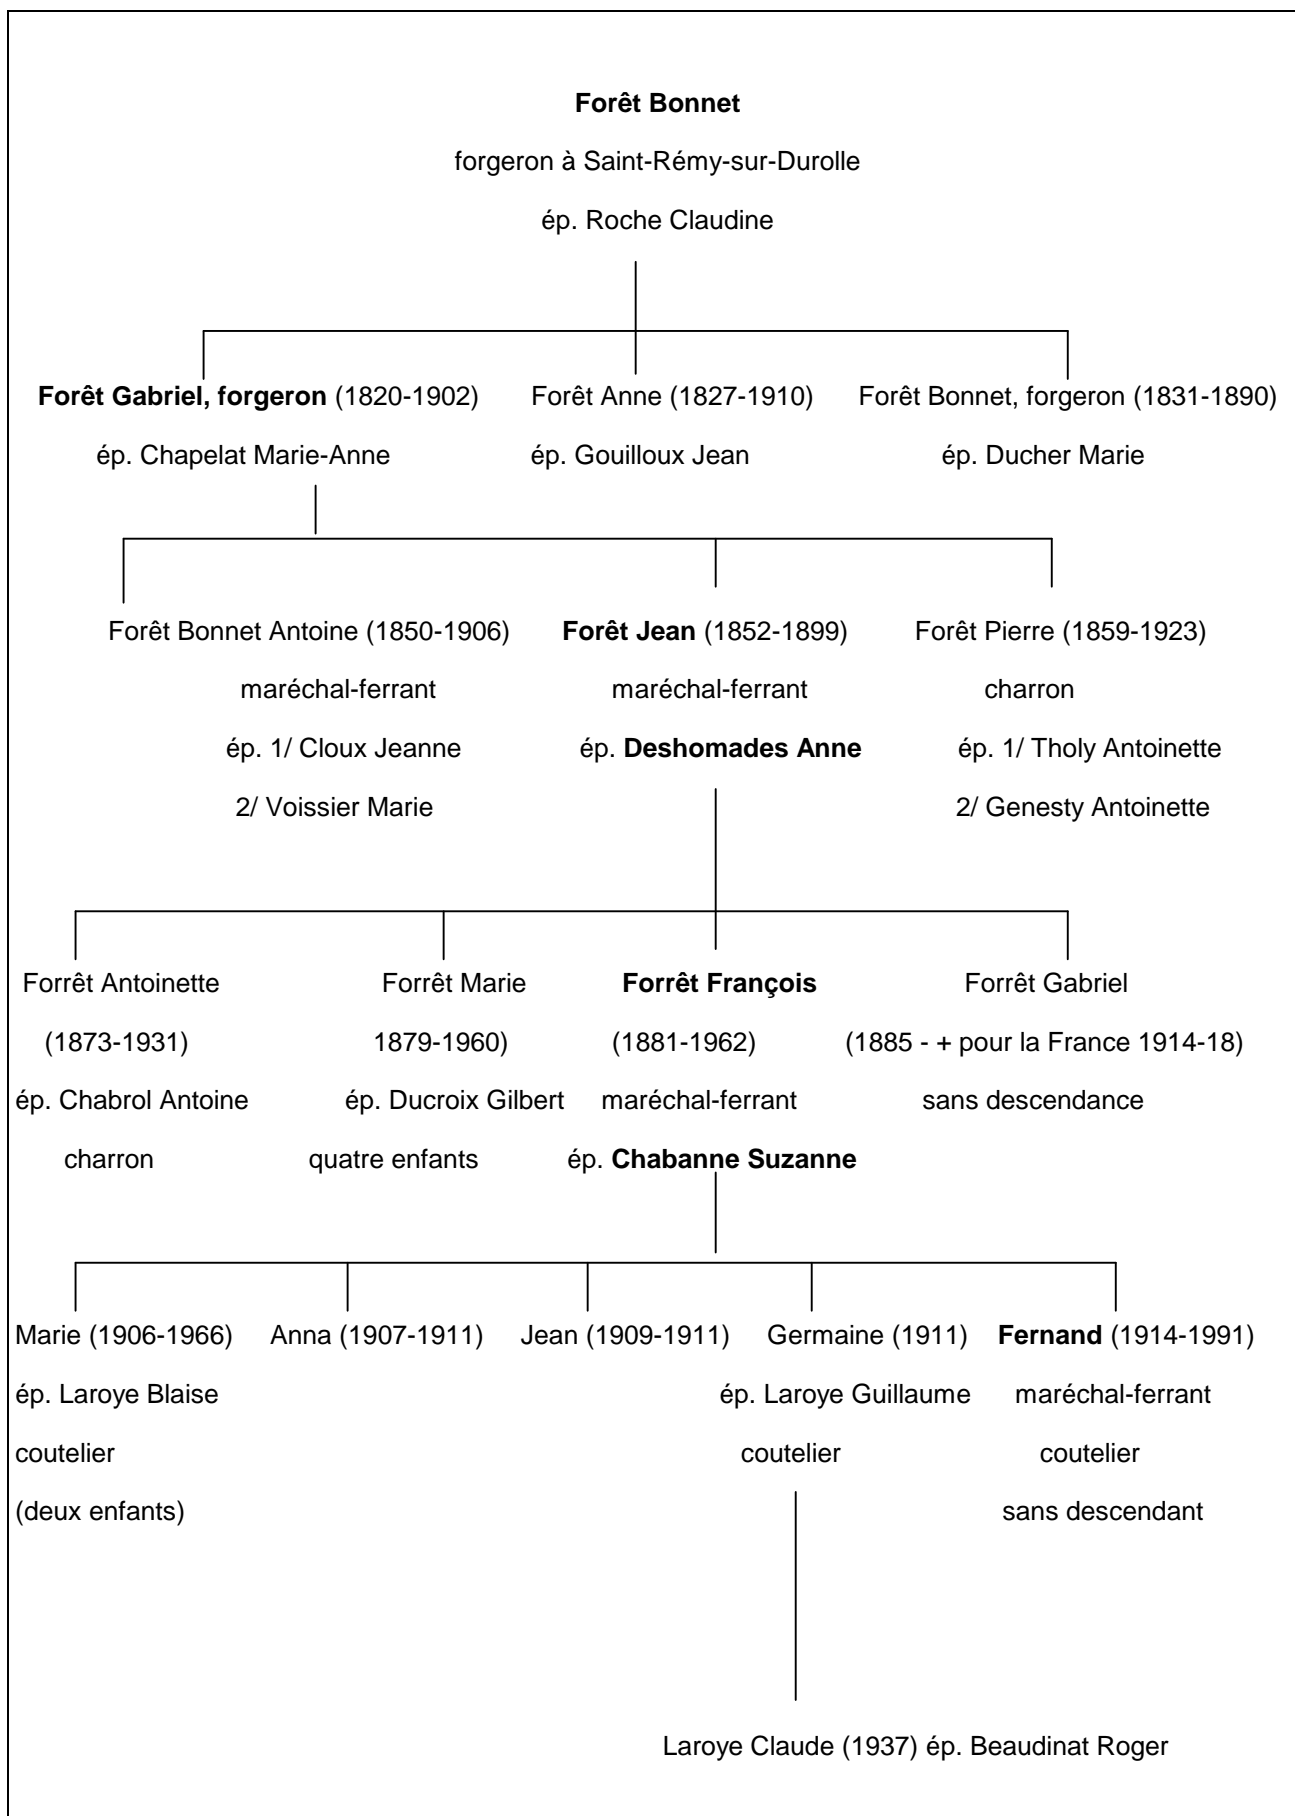 Forêt Bonnet
forgeron à Saint-Rémy-sur-Durolle
ép. Roche Claudine
Forêt Gabriel, forgeron (1820-1902) Forêt Anne (1827-1910) Forêt Bonnet, forgeron (1831-1890)
ép. Chapelat Marie-Anne ép. Gouilloux Jean ép. Ducher Marie
Forêt Bonnet Antoine (1850-1906) Forêt Jean (1852-1899) Forêt Pierre (1859-1923)
maréchal-ferrant maréchal-ferrant charron
ép. 1/ Cloux Jeanne ép. Deshomades Anne ép. 1/ Tholy Antoinette
2/ Voissier Marie 2/ Genesty Antoinette
Forrêt Antoinette Forrêt Marie Forrêt François Forrêt Gabriel
(1873-1931) 1879-1960) (1881-1962) (1885 - + pour la France 1914-18)
ép. Chabrol Antoine ép. Ducroix Gilbert maréchal-ferrant sans descendance
charron quatre enfants ép. Chabanne Suzanne
Marie (1906-1966) Anna (1907-1911) Jean (1909-1911) Germaine (1911) Fernand (1914-1991)
ép. Laroye Blaise ép. Laroye Guillaume maréchal-ferrant
coutelier coutelier coutelier
(deux enfants) sans descendant
Laroye Claude (1937) ép. Beaudinat Roger